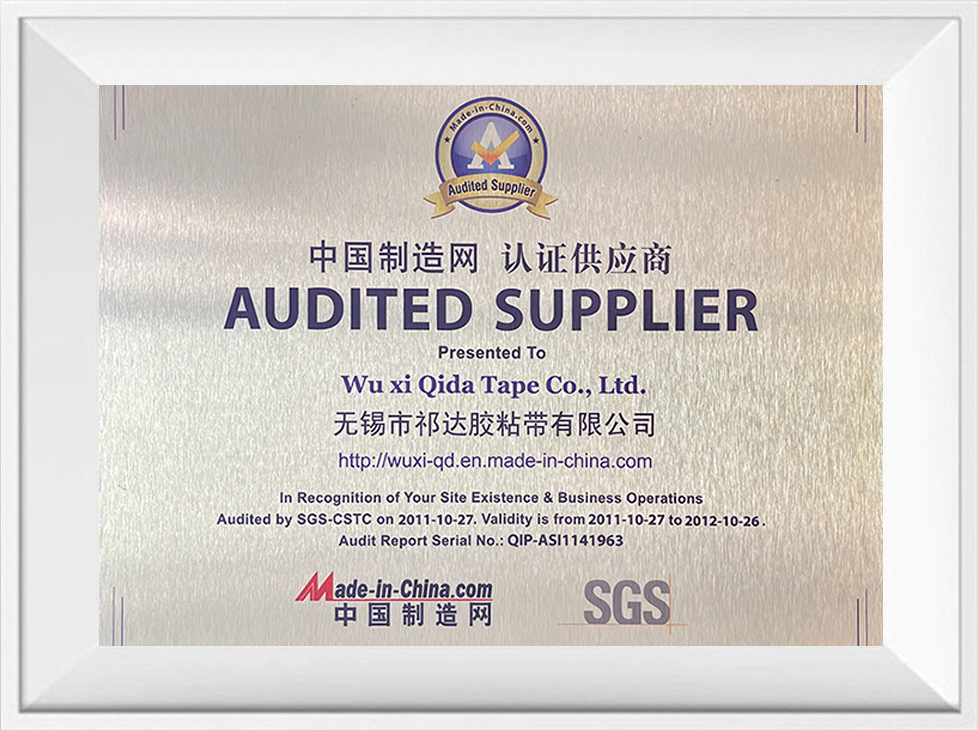 Made-in-China.com
A
Audited Supplier
中国制造网 认证供应商
AUDITED SUPPLIER
Presented To
Wu xi Qida Tape Co., Ltd.
无锡市祁达胶粘带有限公司
http://wuxi-qd.en.made-in-china.com
In Recognition of Your Site Existence & Business Operations
Audited by SGS-CSTC on 2011-10-27. Validity is from 2011-10-27 to 2012-10-26.
Audit Report Serial No.: QIP-ASI1141963
Made-in-China.com
中国制造网
SGS